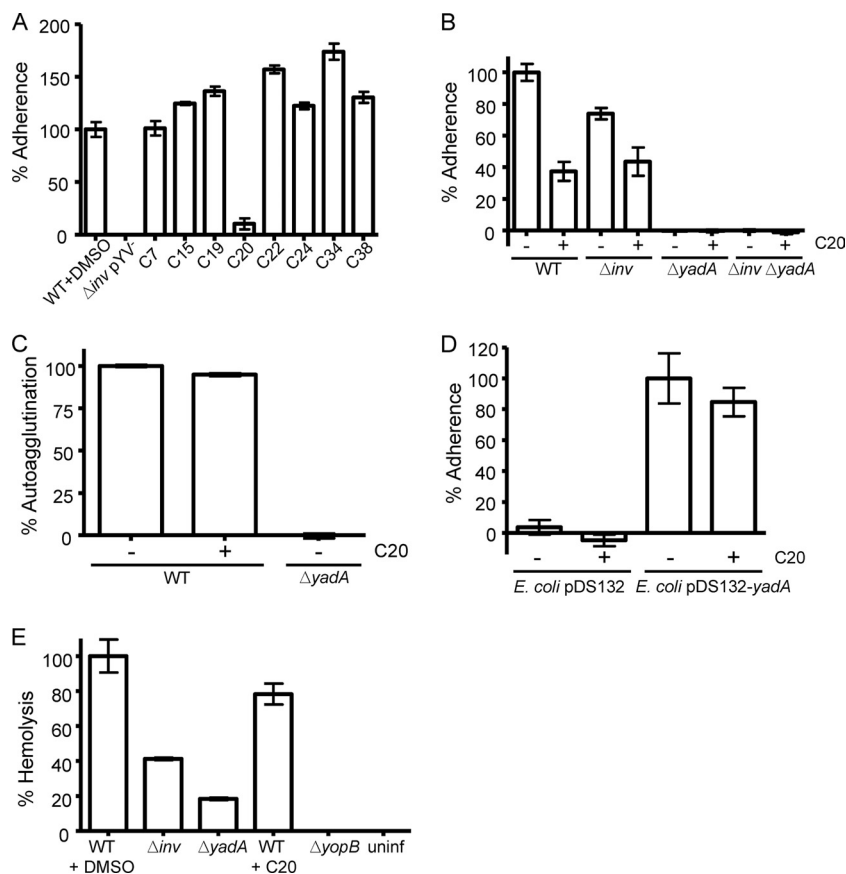 A
% Adherence
200
150
100
50
0
WT+DMSO
Δinv pYV-
C7
C15
C19
C20
C22
C24
C34
C38
B
% Adherence
100
80
60
40
20
0
- + - + - + - + C20
WT Δinv ΔyadA Δinv ΔyadA
C
% Autoagglutination
100
75
50
25
0
- + - C20
WT ΔyadA
D
% Adherence
120
100
80
60
40
20
0
- + - + C20
E. coli pDS132 E. coli pDS132-yadA
E
% Hemolysis
100
80
60
40
20
0
WT Δinv ΔyadA WT ΔyopB uninf
+ DMSO + C20